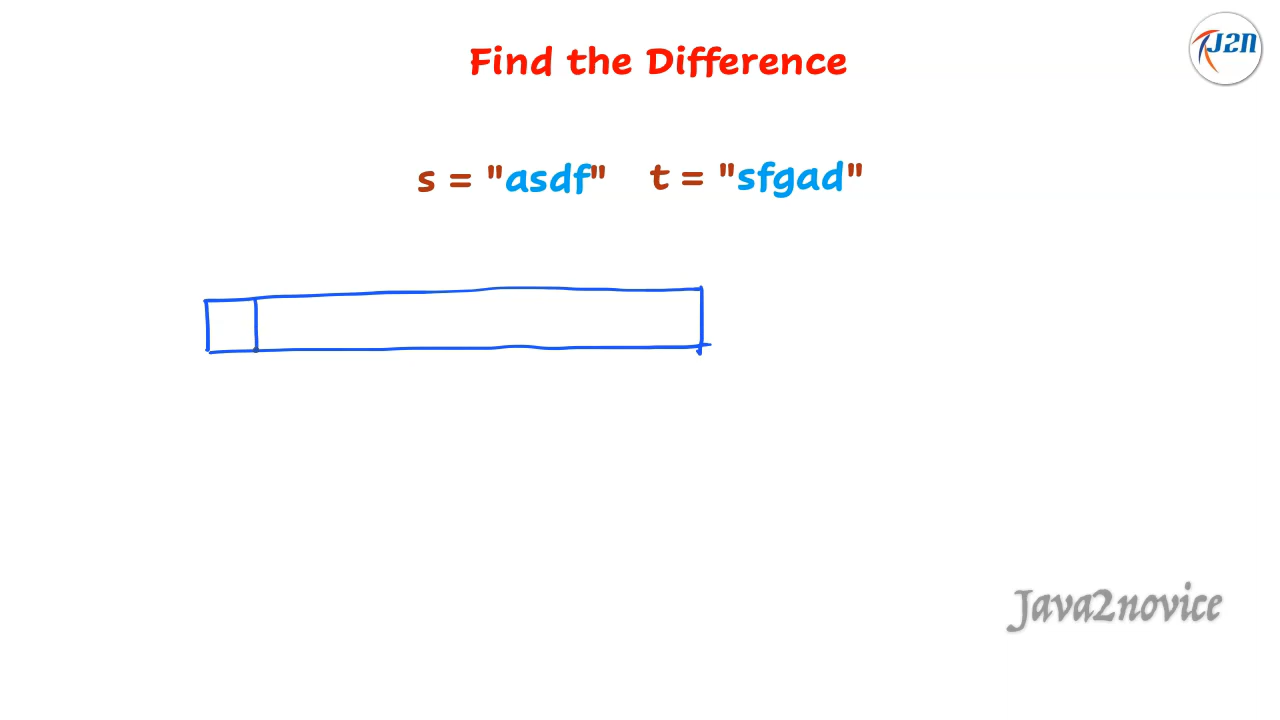 J2N
Find the Difference
s = "asdf" t = "sfgad"
Java2novice